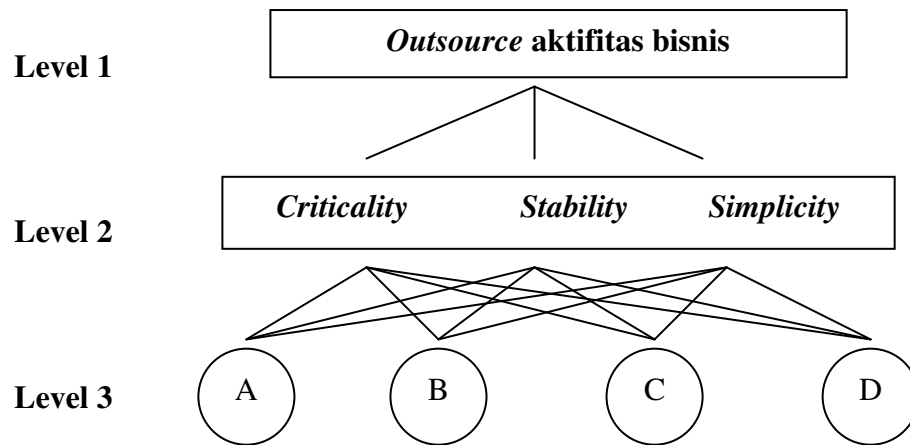 Outsource aktifitas bisnis
Level 1
Criticality Stability Simplicity
Level 2
A B C D
Level 3